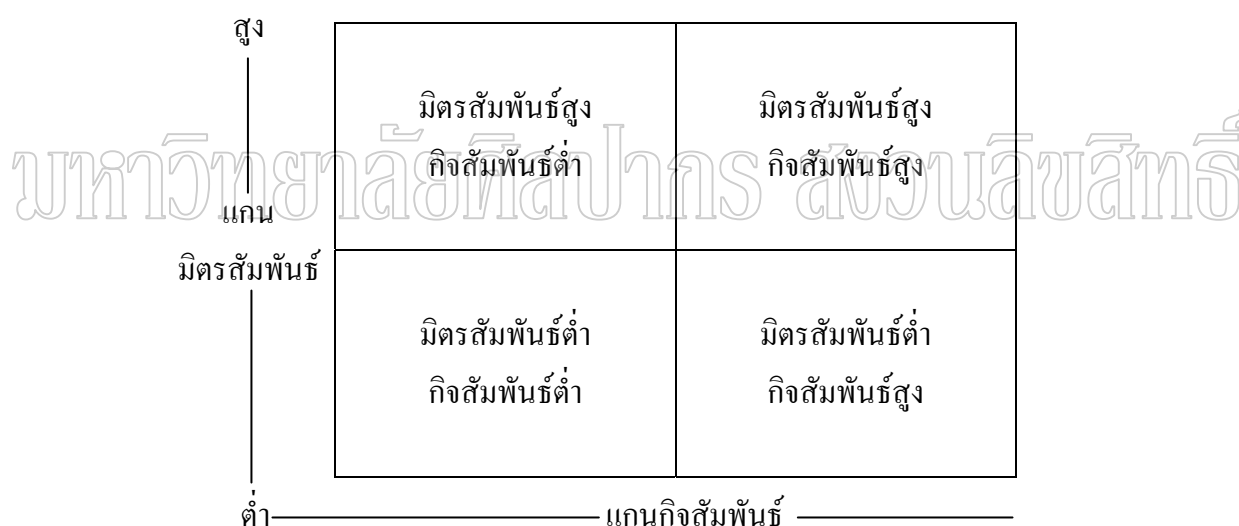 สูง
มิตรสัมพันธ์สูง
กิจสัมพันธ์ต่ำ
มิตรสัมพันธ์สูง
กิจสัมพันธ์สูง
มหาวิทยาลัยศิลปากร สงวนลิขสิทธิ์
แกน
มิตรสัมพันธ์
มิตรสัมพันธ์ต่ำ
กิจสัมพันธ์ต่ำ
มิตรสัมพันธ์ต่ำ
กิจสัมพันธ์สูง
ต่ำ แกนกิจสัมพันธ์